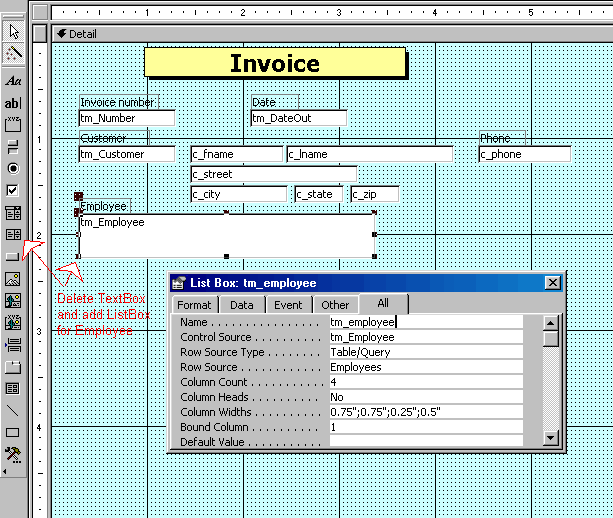 1 2 3 4 5
Detail
Invoice
Invoice number Date
tm_Number tm_DateOut
Customer Phone
tm_Customer c_fname c_lname c_phone
c_street
c_city c_state c_zip
Employee
tm_Employee
Aa
ab|
xyz
1
2
3
4
Delete TextBox
and add ListBox
for Employee
List Box: tm_employee
Format Data Event Other All
Name . . . . . . . . . . . . . tm_employee
Control Source . . . . . . . . tm_Employee
Row Source Type . . . . . . . Table/Query
Row Source . . . . . . . . . . Employees
Column Count . . . . . . . . . 4
Column Heads . . . . . . . . . No
Column Widths . . . . . . . . 0.75";0.75";0.25";0.5"
Bound Column . . . . . . . . . 1
Default Value . . . . . . . . .